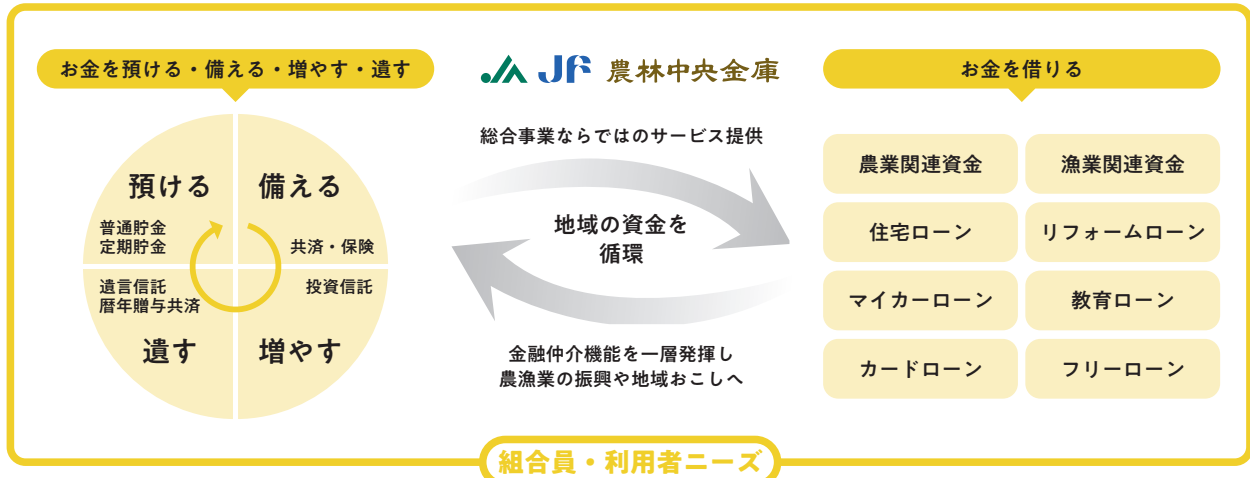 お金を預ける・備える・増やす・遺す
預ける
普通貯金
定期貯金
備える
共済・保険
遺言信託
暦年贈与共済
遺す
投資信託
増やす
JA JF 農林中央金庫
総合事業ならではのサービス提供
地域の資金を
循環
金融仲介機能を一層発揮し
農漁業の振興や地域おこしへ
お金を借りる
農業関連資金
漁業関連資金
住宅ローン
リフォームローン
マイカーローン
教育ローン
カードローン
フリーローン
組合員・利用者ニーズ